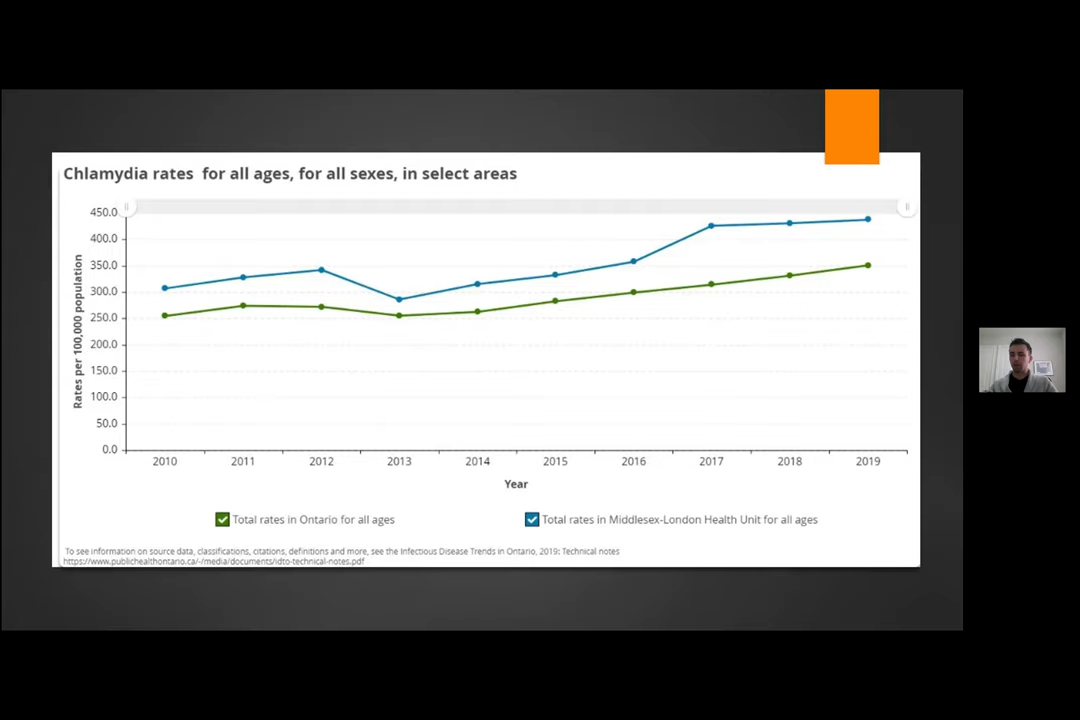 Chlamydia rates for all ages, for all sexes, in select areas
450.0
400.0
350.0
300.0
250.0
200.0
150.0
100.0
50.0
0.0
Rates per 100,000 population
2010 2011 2012 2013 2014 2015 2016 2017 2018 2019
Year
Total rates in Ontario for all ages
Total rates in Middlesex-London Health Unit for all ages
To see information on source data, classifications, citations, definitions and more, see the Infectious Disease Trends in Ontario, 2019: Technical notes
https://www.publichealthontario.ca/-/media/documents/idto-technical-notes.pdf